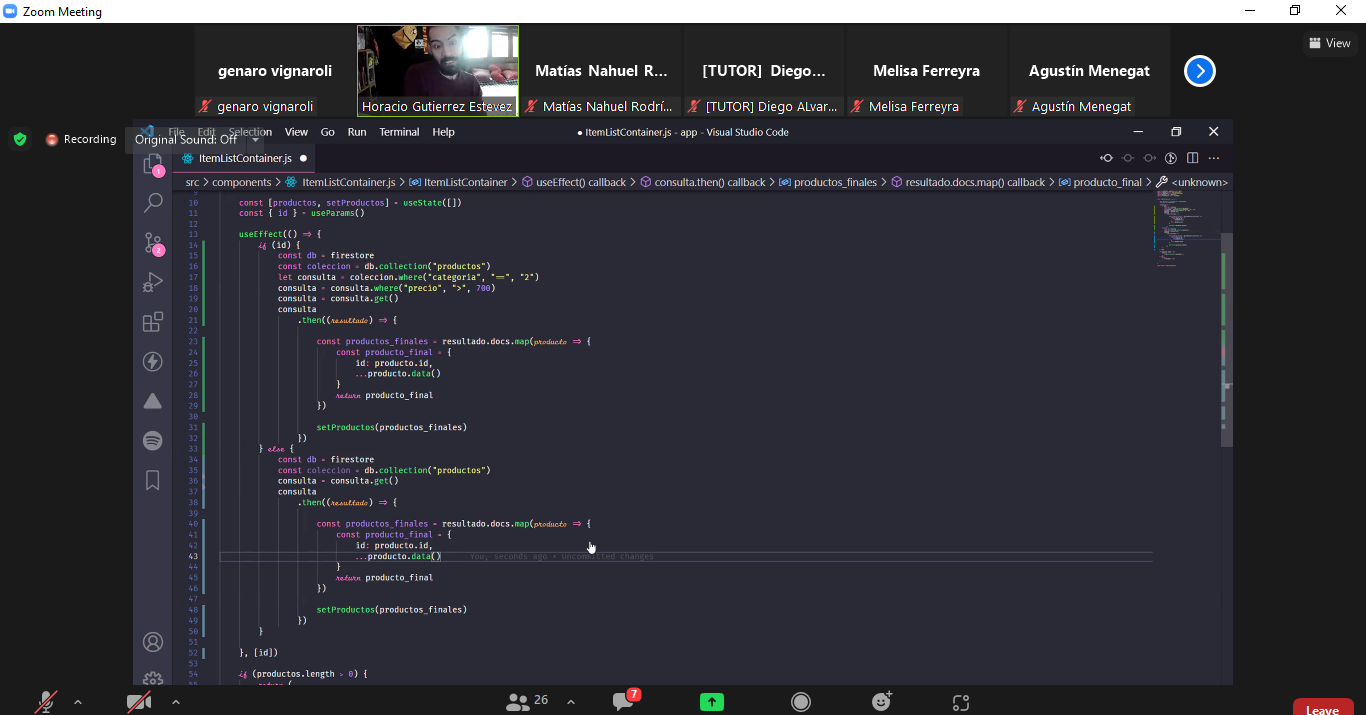 Zoom Meeting
View
genaro vignaroli
Matías Nahuel R...
[TUTOR] Diego...
Melisa Ferreyra
Agustín Menegat
genaro vignaroli
Horacio Gutierrez Estevez
Matías Nahuel Rodrí...
[TUTOR] Diego ALvar...
Melisa Ferreyra
Agustín Menegat
Recording
Original Sound: Off
File Edit Selection View Go Run Terminal Help
● ItemListContainer.js - app - Visual Studio Code
ItemListContainer.js ●
src > components > ItemListContainer.js > ItemListContainer > useEffect() callback > consulta.then() callback > productos_finales > resultado.docs.map() callback > producto_final > <unknown>
1
2
9
10 const [productos, setProductos] = useState([])
11 const { id } = useParams()
12
13 useEffect(() => {
14 if (id) {
15 const db = firestore
16 const coleccion = db.collection("productos")
17 let consulta = coleccion.where("categoria", "==", "2")
18 consulta = consulta.where("precio", ">", 700)
19 consulta = consulta.get()
20 consulta
21 .then((resultado) => {
22
23 const productos_finales = resultado.docs.map(producto => {
24 const producto_final = {
25 id: producto.id,
26 ...producto.data()
27 }
28 return producto_final
29 })
30
31 setProductos(productos_finales)
32 })
33 } else {
34 const db = firestore
35 const coleccion = db.collection("productos")
36 consulta = consulta.get()
37 consulta
38 .then((resultado) => {
39
40 const productos_finales = resultado.docs.map(producto => {
41 const producto_final = {
42 id: producto.id,
43 ...producto.data() You, seconds ago • Uncommitted changes
44 }
45 return producto_final
46 })
47
48 setProductos(productos_finales)
49 })
50 }
51
52 }, [id])
53
54 if (productos.length > 0) {
55 return (
26
7
Leave